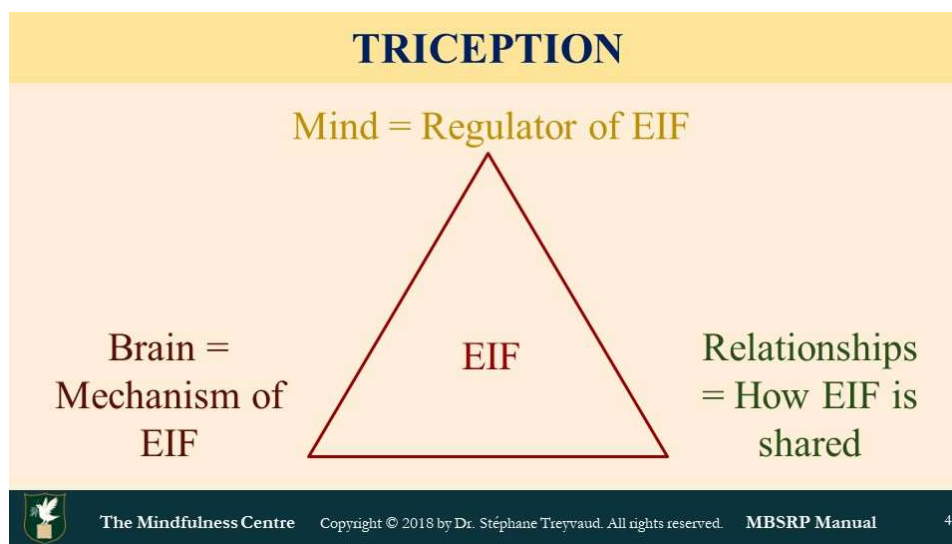 TRICEPTION
Mind = Regulator of EIF
Brain =
Mechanism of
EIF
EIF
Relationships
= How EIF is
shared
The Mindfulness Centre Copyright © 2018 by Dr. Stéphane Treyvaud. All rights reserved. MBSRP Manual 4